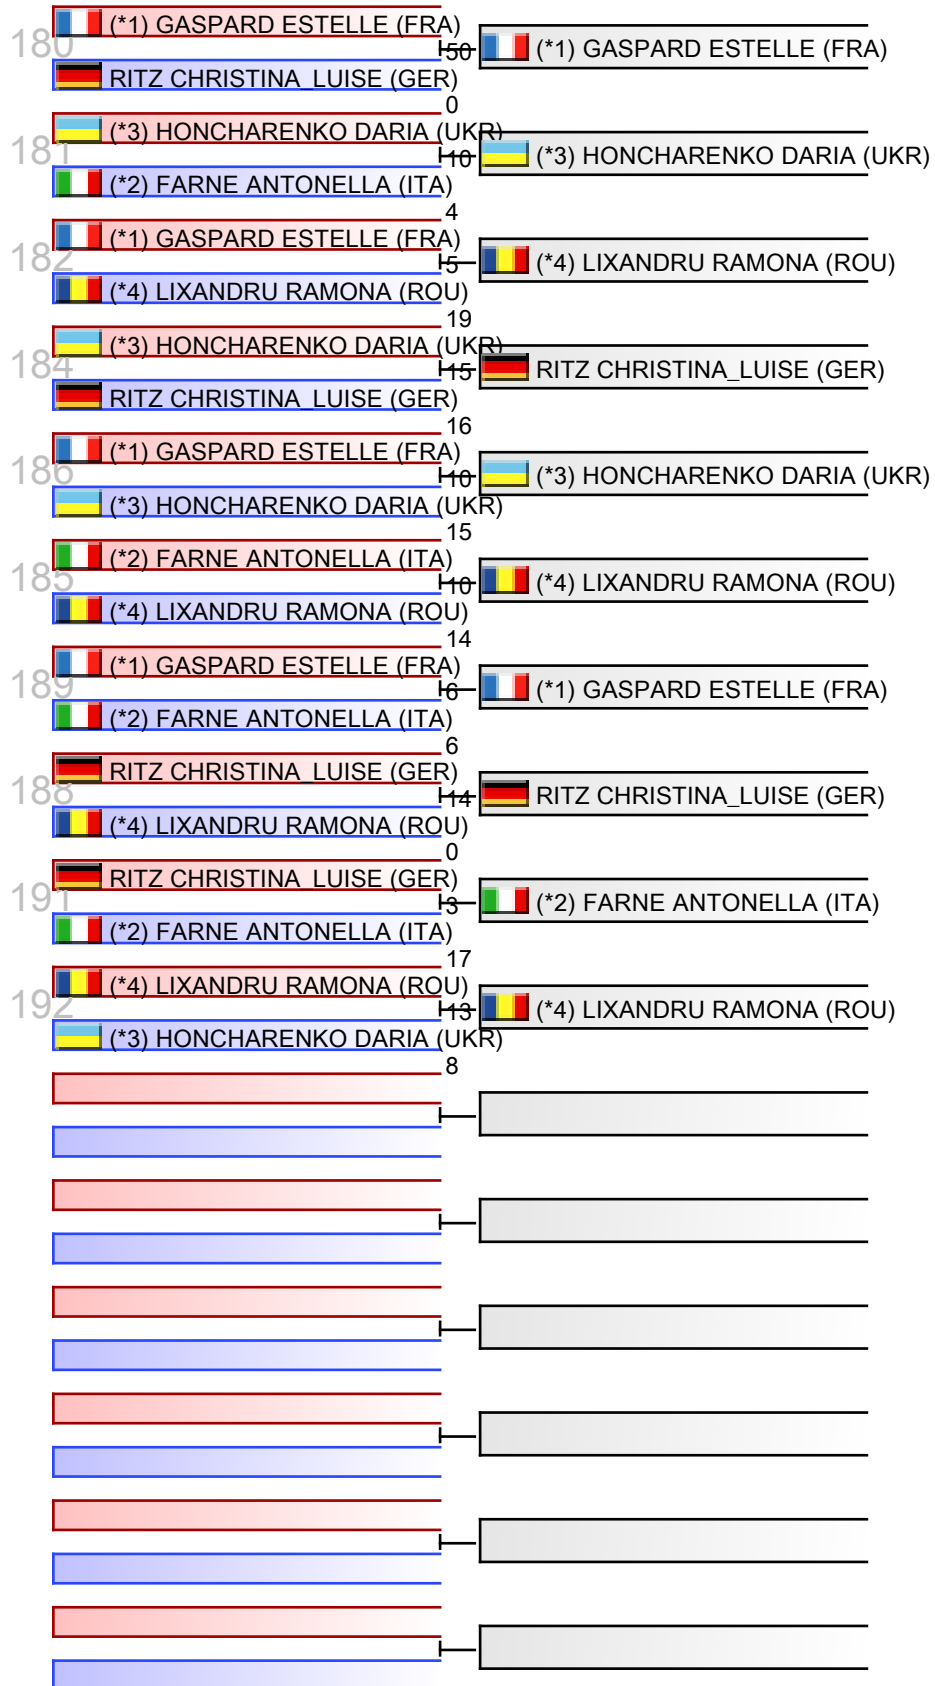 (*1) GASPARD ESTELLE (FRA)
180
50
(*1) GASPARD ESTELLE (FRA)
RITZ CHRISTINA_LUISE (GER)
0
(*3) HONCHARENKO DARIA (UKR)
181
10
(*3) HONCHARENKO DARIA (UKR)
(*2) FARNE ANTONELLA (ITA)
4
(*1) GASPARD ESTELLE (FRA)
182
5
(*4) LIXANDRU RAMONA (ROU)
(*4) LIXANDRU RAMONA (ROU)
19
(*3) HONCHARENKO DARIA (UKR)
184
15
RITZ CHRISTINA_LUISE (GER)
RITZ CHRISTINA_LUISE (GER)
16
(*1) GASPARD ESTELLE (FRA)
186
10
(*3) HONCHARENKO DARIA (UKR)
(*3) HONCHARENKO DARIA (UKR)
15
(*2) FARNE ANTONELLA (ITA)
185
10
(*4) LIXANDRU RAMONA (ROU)
(*4) LIXANDRU RAMONA (ROU)
14
(*1) GASPARD ESTELLE (FRA)
189
6
(*1) GASPARD ESTELLE (FRA)
(*2) FARNE ANTONELLA (ITA)
6
RITZ CHRISTINA_LUISE (GER)
188
14
RITZ CHRISTINA_LUISE (GER)
(*4) LIXANDRU RAMONA (ROU)
0
RITZ CHRISTINA_LUISE (GER)
191
3
(*2) FARNE ANTONELLA (ITA)
(*2) FARNE ANTONELLA (ITA)
17
(*4) LIXANDRU RAMONA (ROU)
192
13
(*4) LIXANDRU RAMONA (ROU)
(*3) HONCHARENKO DARIA (UKR)
8